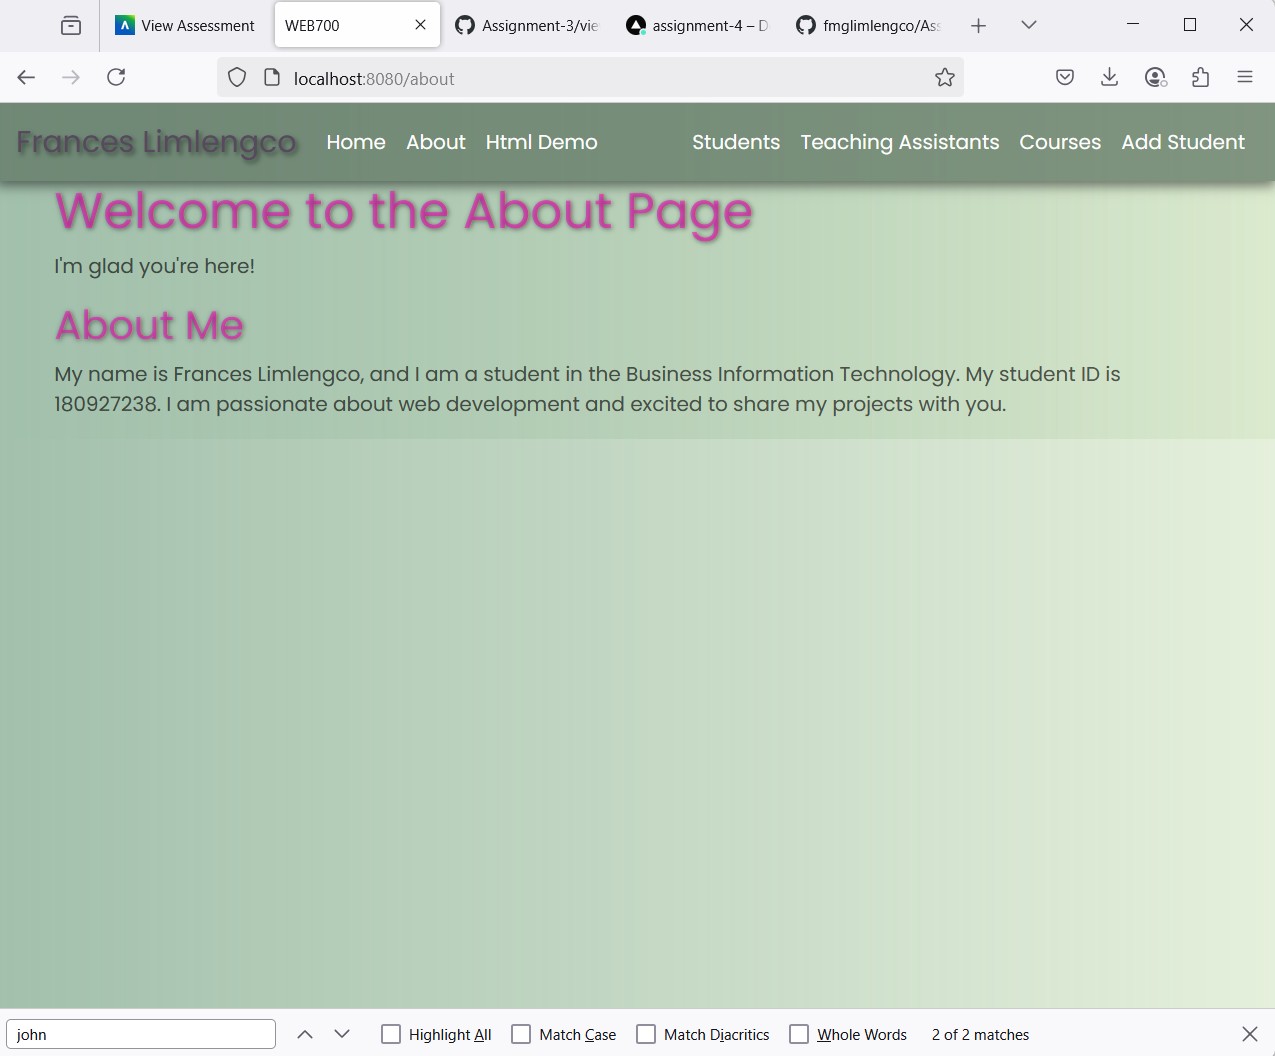 View Assessment
WEB700
Assignment-3/vie
assignment-4 – D
fmglimlengco/Ass
localhost:8080/about
Frances Limlengco Home About Html Demo Students Teaching Assistants Courses Add Student
Welcome to the About Page
I'm glad you're here!
About Me
My name is Frances Limlengco, and I am a student in the Business Information Technology. My student ID is
180927238. I am passionate about web development and excited to share my projects with you.
john Highlight All Match Case Match Diacritics Whole Words 2 of 2 matches